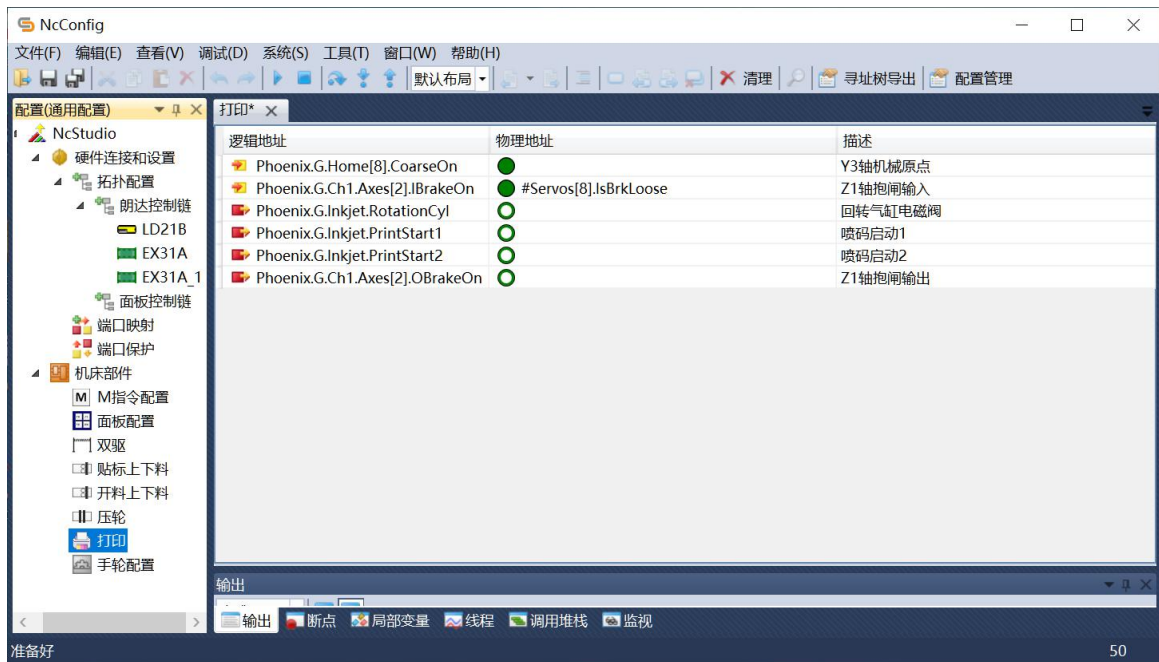 NcConfig
文件(F) 编辑(E) 查看(V) 调试(D) 系统(S) 工具(T) 窗口(W) 帮助(H)
默认布局 清理 寻址树导出 配置管理
配置(通用配置)
NcStudio
硬件连接和设置
拓扑配置
朗达控制链
LD21B
EX31A
EX31A_1
面板控制链
端口映射
端口保护
机床部件
M M指令配置
面板配置
双驱
贴标上下料
开料上下料
压轮
打印
手轮配置
打印*
逻辑地址 物理地址 描述
Phoenix.G.Home[8].CoarseOn Y3轴机械原点
Phoenix.G.Ch1.Axes[2].IBrakeOn #Servos[8].IsBrkLoose Z1轴抱闸输入
Phoenix.G.Inkjet.RotationCyl 回转气缸电磁阀
Phoenix.G.Inkjet.PrintStart1 喷码启动1
Phoenix.G.Inkjet.PrintStart2 喷码启动2
Phoenix.G.Ch1.Axes[2].OBrakeOn Z1轴抱闸输出
输出
输出 断点 局部变量 线程 调用堆栈 监视
准备好 50